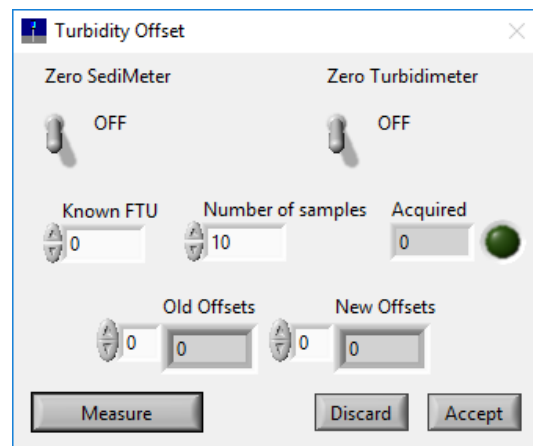 Turbidity Offset
Zero SediMeter Zero Turbidimeter
OFF OFF
Known FTU Number of samples Acquired
0 10 0
Old Offsets New Offsets
0 0 0 0
Measure Discard Accept